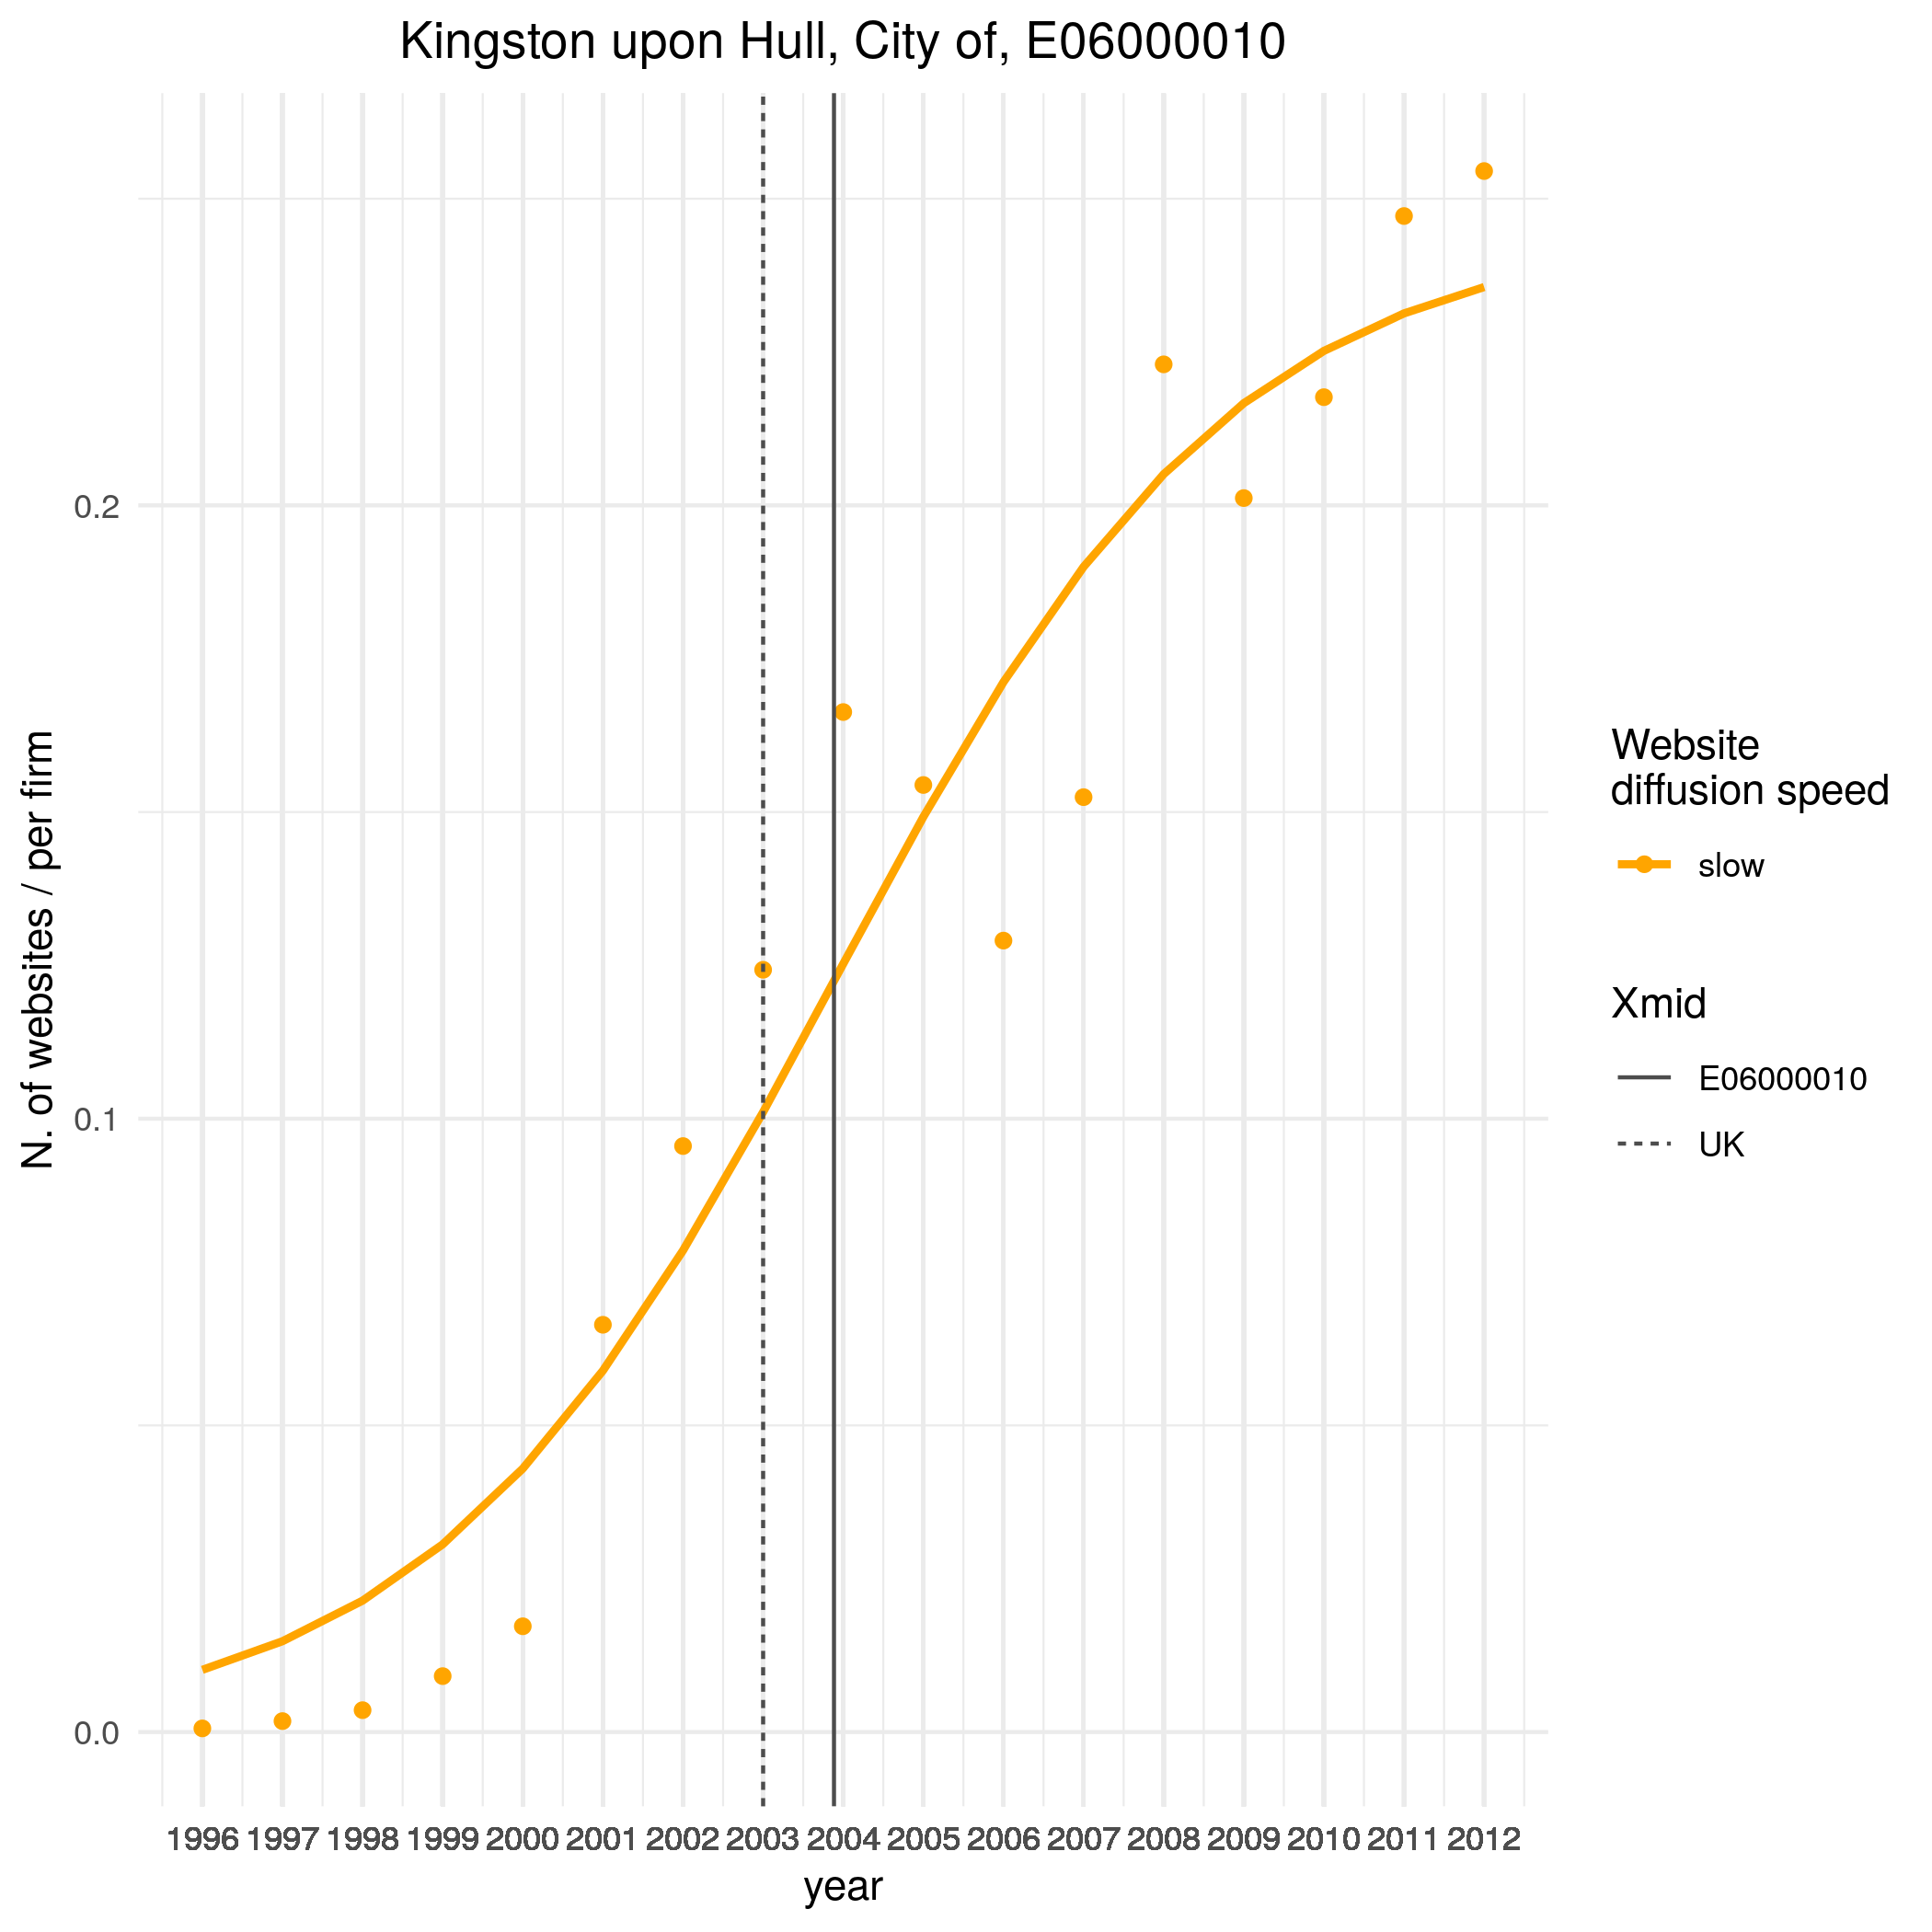 Kingston upon Hull, City of, E06000010
N. of websites / per firm
0.2
0.1
0.0
1996 1997 1998 1999 2000 2001 2002 2003 2004 2005 2006 2007 2008 2009 2010 2011 2012
year
Website
diffusion speed
slow
Xmid
E06000010
UK